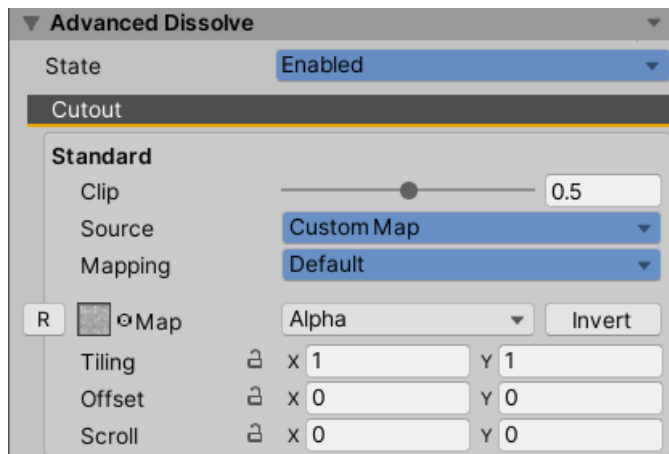 Advanced Dissolve
State Enabled
Cutout
Standard
Clip 0.5
Source Custom Map
Mapping Default
R Map Alpha Invert
Tiling X 1 Y 1
Offset X 0 Y 0
Scroll X 0 Y 0